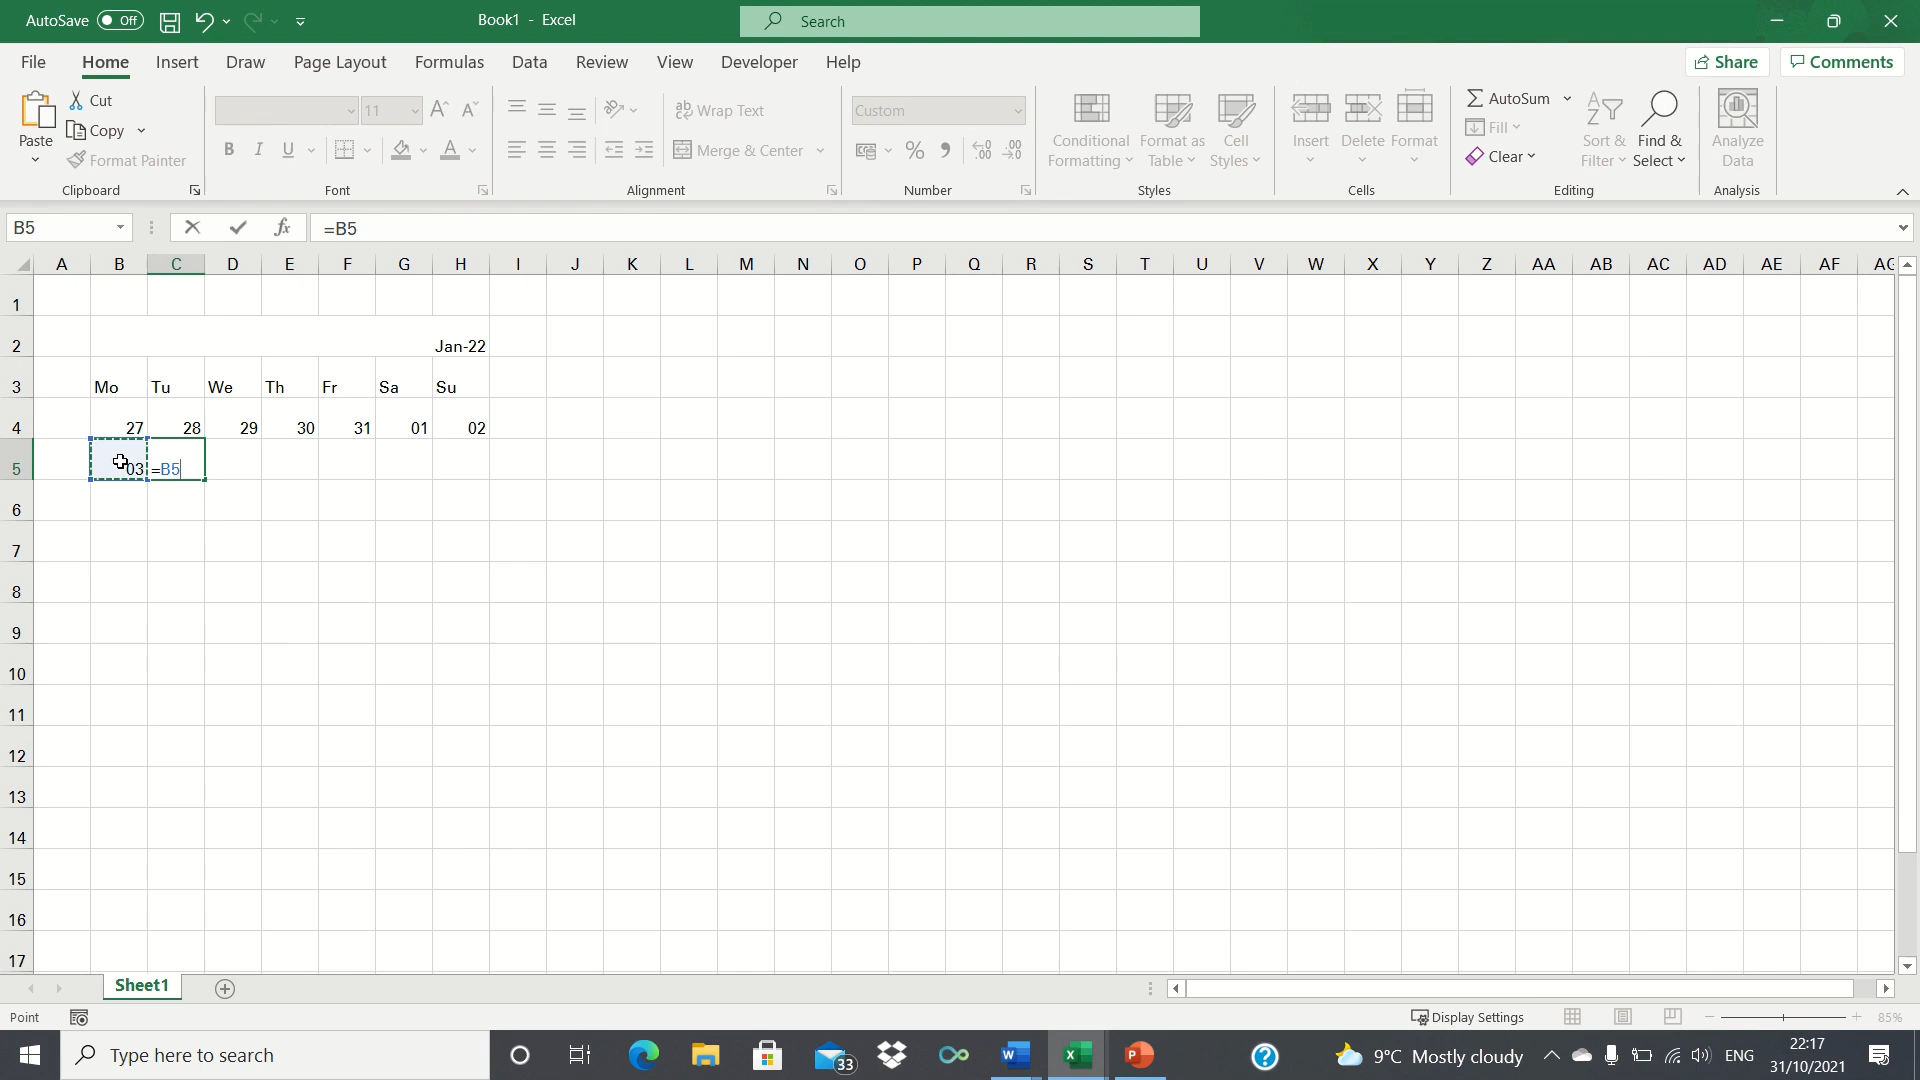 AutoSave Off Book1 - Excel Search
File Home Insert Draw Page Layout Formulas Data Review View Developer Help Share Comments
Paste Cut Copy Format Painter Clipboard
11 B I U Font
Wrap Text Merge & Center Alignment
Custom % Number
Conditional Formatting Format as Table Cell Styles Styles
Insert Delete Format Cells
AutoSum Fill Clear Sort & Filter Find & Select Editing
Analyze Data Analysis
B5 fx =B5
A B C D E F G H I J K L M N O P Q R S T U V W X Y Z AA AB AC AD AE AF AG
1
2 Jan-22
3 Mo Tu We Th Fr Sa Su
4 27 28 29 30 31 01 02
5 03 =B5
6
7
8
9
10
11
12
13
14
15
16
17
Sheet1
Point Display Settings 85%
Type here to search 33 9°C Mostly cloudy ENG 22:17
31/10/2021